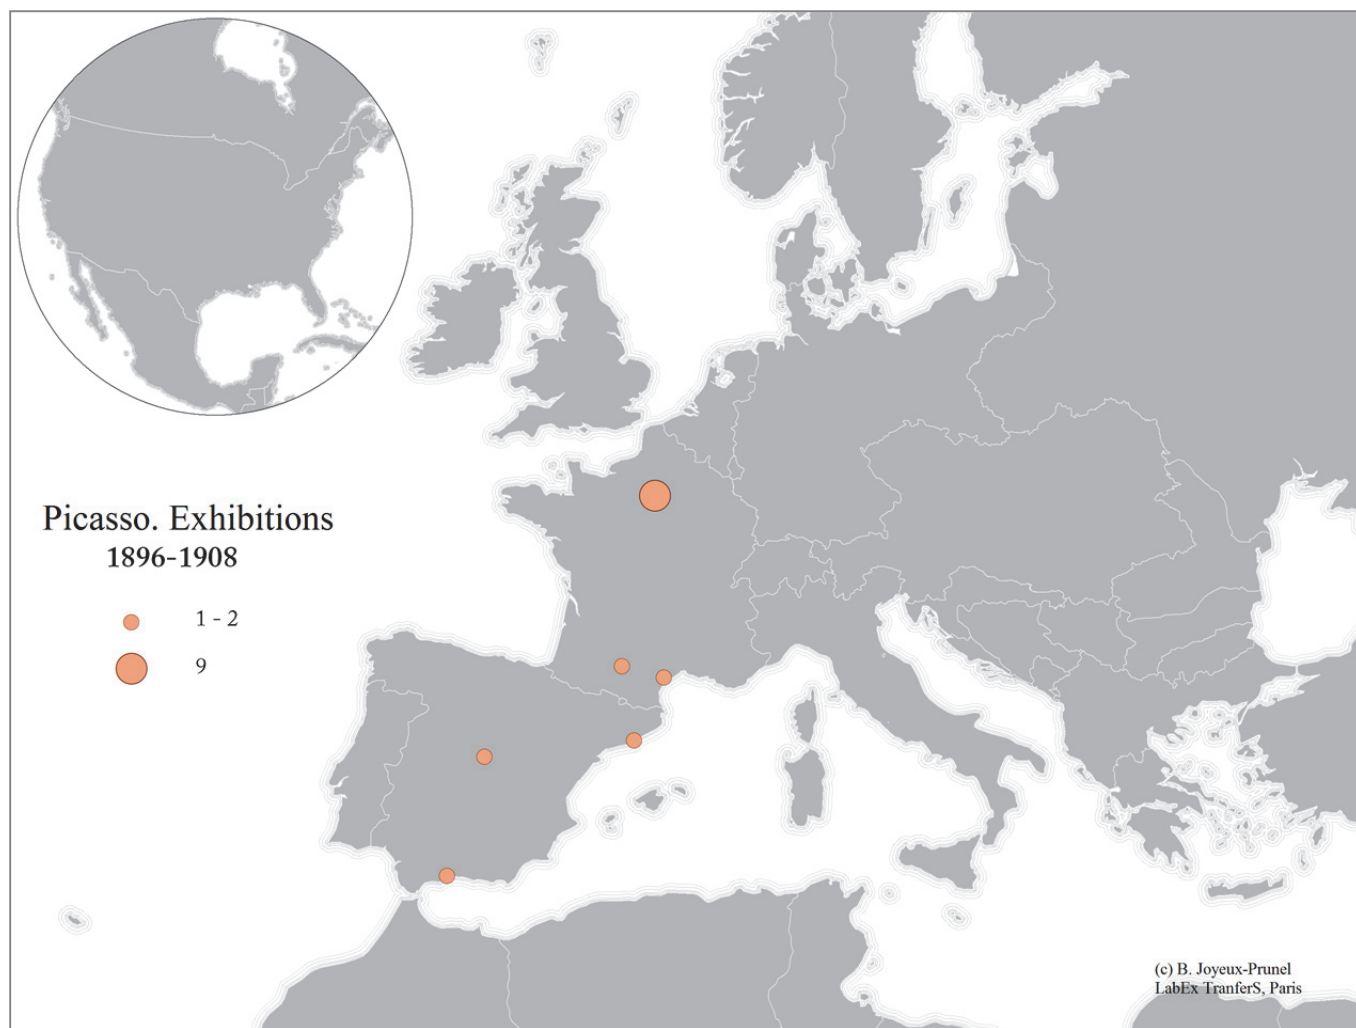 Picasso. Exhibitions
1896-1908
1 - 2
9
(c) B. Joyeux-Prunel
LabEx TranferS, Paris